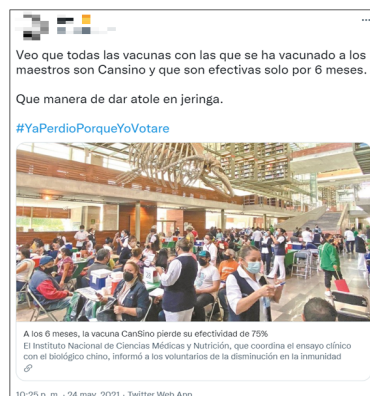 Veo que todas las vacunas con las que se ha vacunado a los
maestros son Cansino y que son efectivas solo por 6 meses.
Que manera de dar atole en jeringa.
#YaPerdioPorqueYoVotare
A los 6 meses, la vacuna CanSino pierde su efectividad de 75%
El Instituto Nacional de Ciencias Médicas y Nutrición, que coordina el ensayo clínico
con el biológico chino, informó a los voluntarios de la disminución en la inmunidad
10:25 p. m. · 24 may. 2021 · Twitter Web App